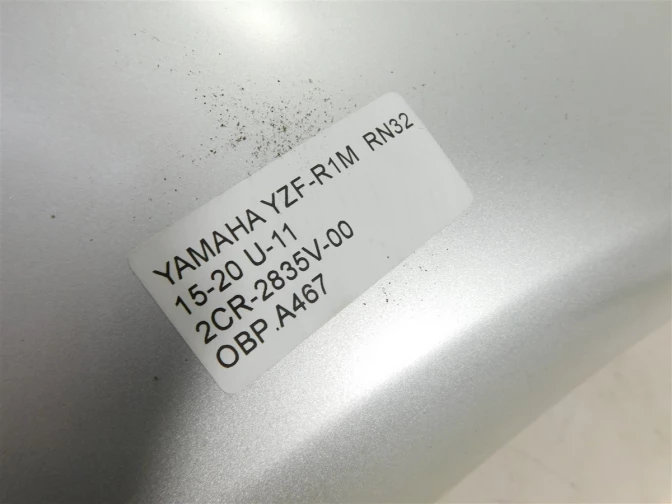 YAMAHA YZF-R1M RN32
15-20 U-11
2CR-2835V-00
OBP.A467